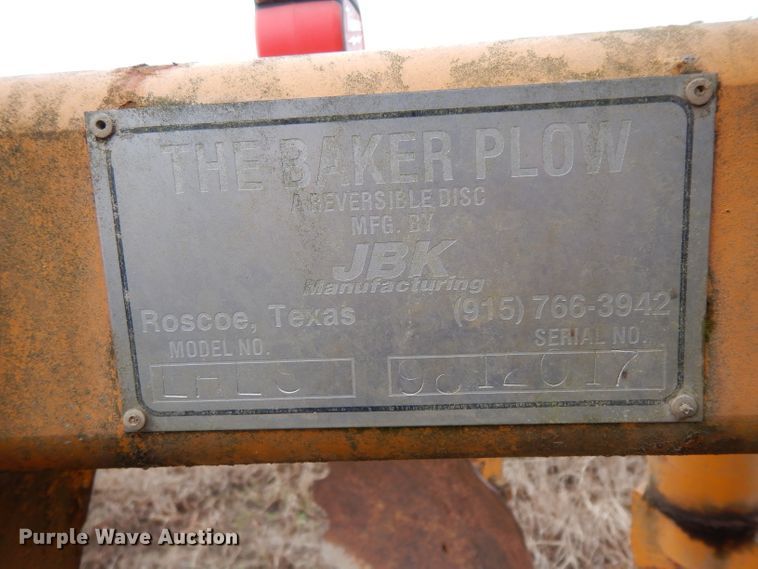 THE BAKER PLOW
A REVERSIBLE DISC
MFG. BY
JBK
Manufacturing
Roscoe, Texas (915) 766-3942
MODEL NO. SERIAL NO.
Purple Wave Auction®